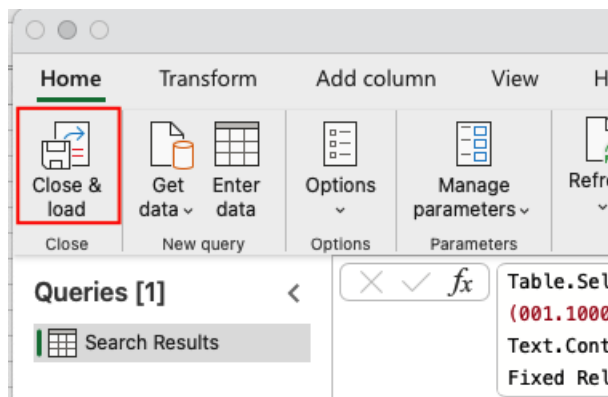 Home Transform Add column View H
Close & load
Get data
Enter data
Options
Manage parameters
Close New query Options Parameters
Queries [1]
fx
Table.Sel
(001.1000
Search Results
Text.Cont
Fixed Rel